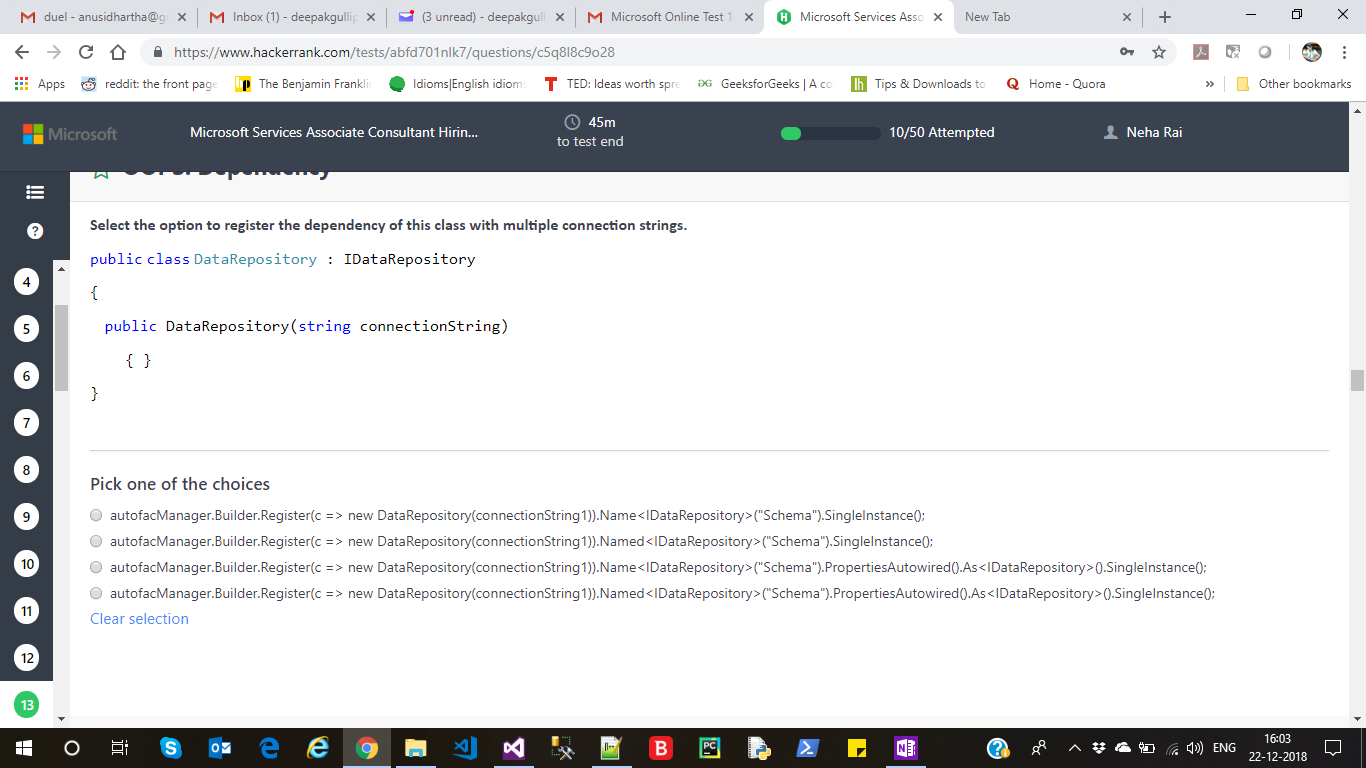 duel - anusidhartha@g
Inbox (1) - deepakgullip
(3 unread) - deepakgull
Microsoft Online Test 1
Microsoft Services Asso
New Tab
https://www.hackerrank.com/tests/abfd701nlk7/questions/c5q8l8c9o28
Apps
reddit: the front page
The Benjamin Franklin
Idioms|English idioms
TED: Ideas worth spre
GeeksforGeeks | A co
Tips & Downloads to
Home - Quora
Other bookmarks
Microsoft
Microsoft Services Associate Consultant Hirin...
45m
to test end
10/50 Attempted
Neha Rai
Dependency
4
5
6
7
8
9
10
11
12
13
Select the option to register the dependency of this class with multiple connection strings.
public class DataRepository : IDataRepository
{
public DataRepository(string connectionString)
{ }
}
Pick one of the choices
autofacManager.Builder.Register(c => new DataRepository(connectionString1)).Name<IDataRepository>("Schema").SingleInstance();
autofacManager.Builder.Register(c => new DataRepository(connectionString1)).Named<IDataRepository>("Schema").SingleInstance();
autofacManager.Builder.Register(c => new DataRepository(connectionString1)).Name<IDataRepository>("Schema").PropertiesAutowired().As<IDataRepository>().SingleInstance();
autofacManager.Builder.Register(c => new DataRepository(connectionString1)).Named<IDataRepository>("Schema").PropertiesAutowired().As<IDataRepository>().SingleInstance();
Clear selection
ENG
16:03
22-12-2018